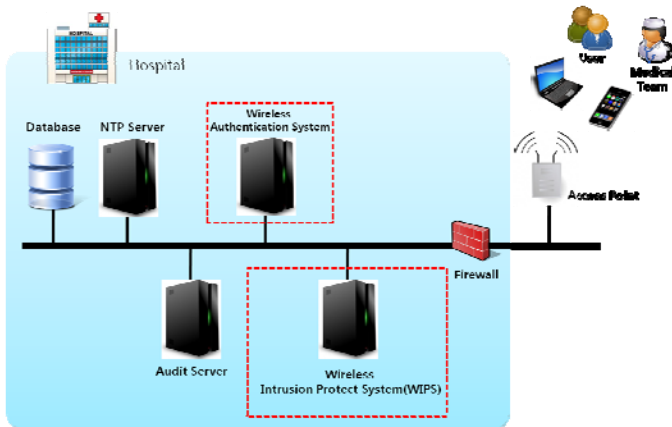 HOSPITAL
Hospital
User
Medical
Team
Wireless
Authentication System
Database
NTP Server
Access Point
Firewall
Audit Server
Wireless
Intrusion Protect System(WIPS)